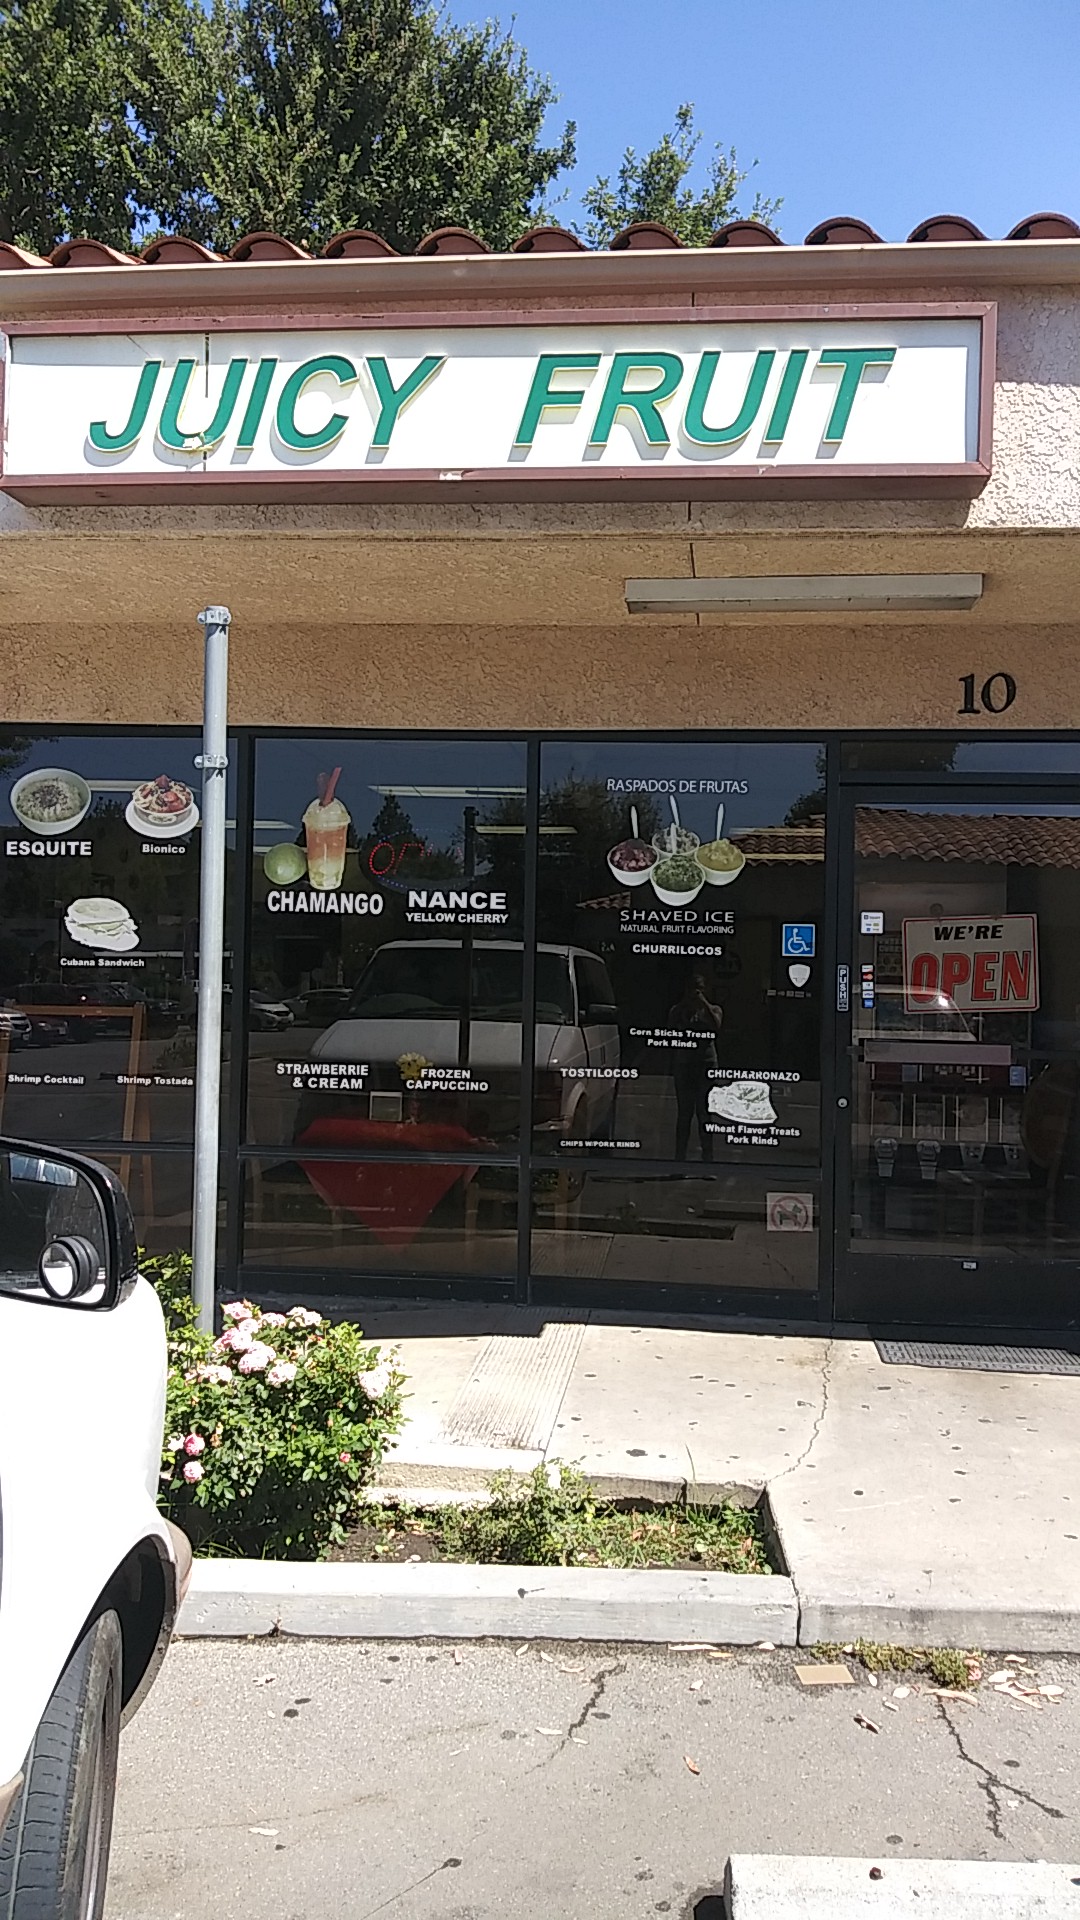 JUICY FRUIT
10
ESQUITE
Bionico
Cubana Sandwich
Shrimp Cocktail
Shrimp Tostada
CHAMANGO
NANCE
YELLOW CHERRY
STRAWBERRIE
& CREAM
FROZEN
CAPPUCCINO
RASPADOS DE FRUTAS
SHAVED ICE
NATURAL FRUIT FLAVORING
CHURRILOCOS
Corn Sticks Treats
Pork Rinds
TOSTILOCOS
CHIPS W/PORK RINDS
CHICHARRONAZO
Wheat Flavor Treats
Pork Rinds
PUSH
WE'RE
OPEN